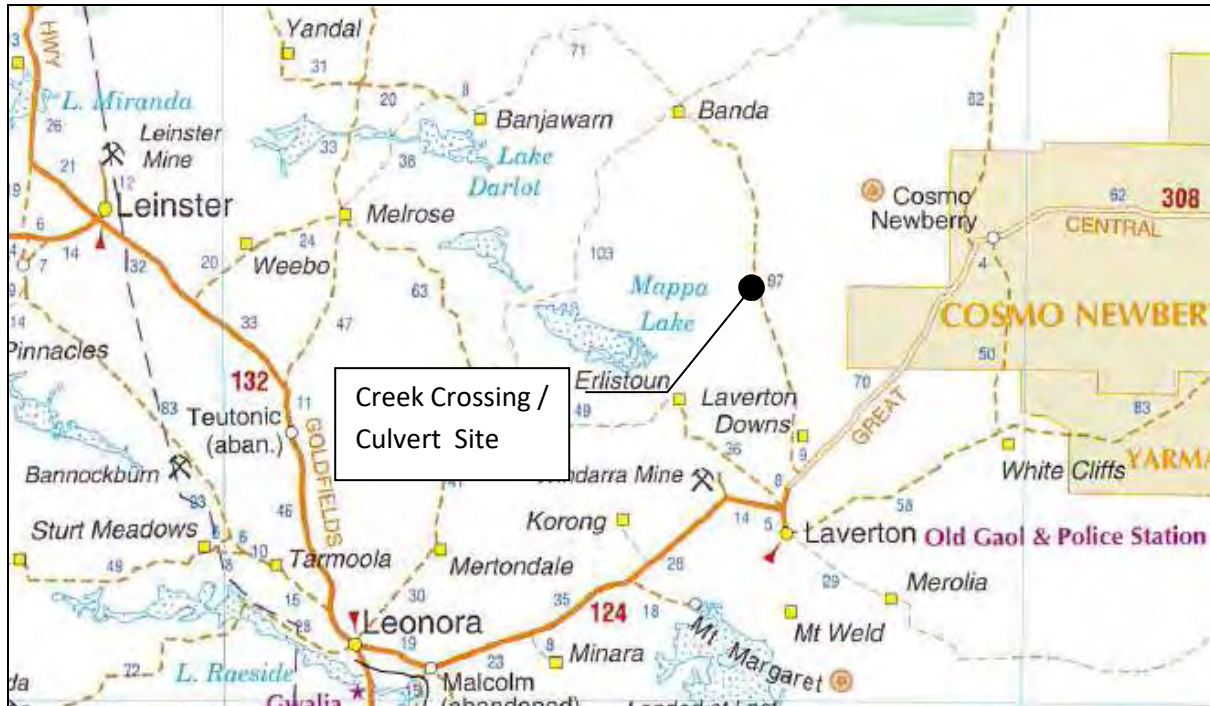 Yandal
HWY
3
71
31
L. Miranda
26
20
8
Banda
62
Leinster
Mine
Banjawarn
33
38
Lake
Darlot
21
12
Cosmo
Newberry
62
308
CENTRAL
Leinster
Melrose
6
14
7
32
24
20
Weebo
103
4
63
Mappa
Lake
97
COSMO NEWBER
33
47
50
Pinnacles
14
132
Creek Crossing /
Culvert Site
Erlistoun
49
Laverton
Downs
70
GREAT
83
11
Teutonic
(aban.)
83
GOLDFIELDS
36
9
White Cliffs
YARMA
Bannockburn
8
46
14
5
58
Korong
Laverton
Old Gaol & Police Station
Sturt Meadows
6
10
Tarmoola
Mertondale
49
26
29
Merolia
30
35
124
18
15
28
Leonora
Mt Weld
19
8
Mt Margaret
72
L. Raeside
23
Minara
Malcolm
15
Gwalia